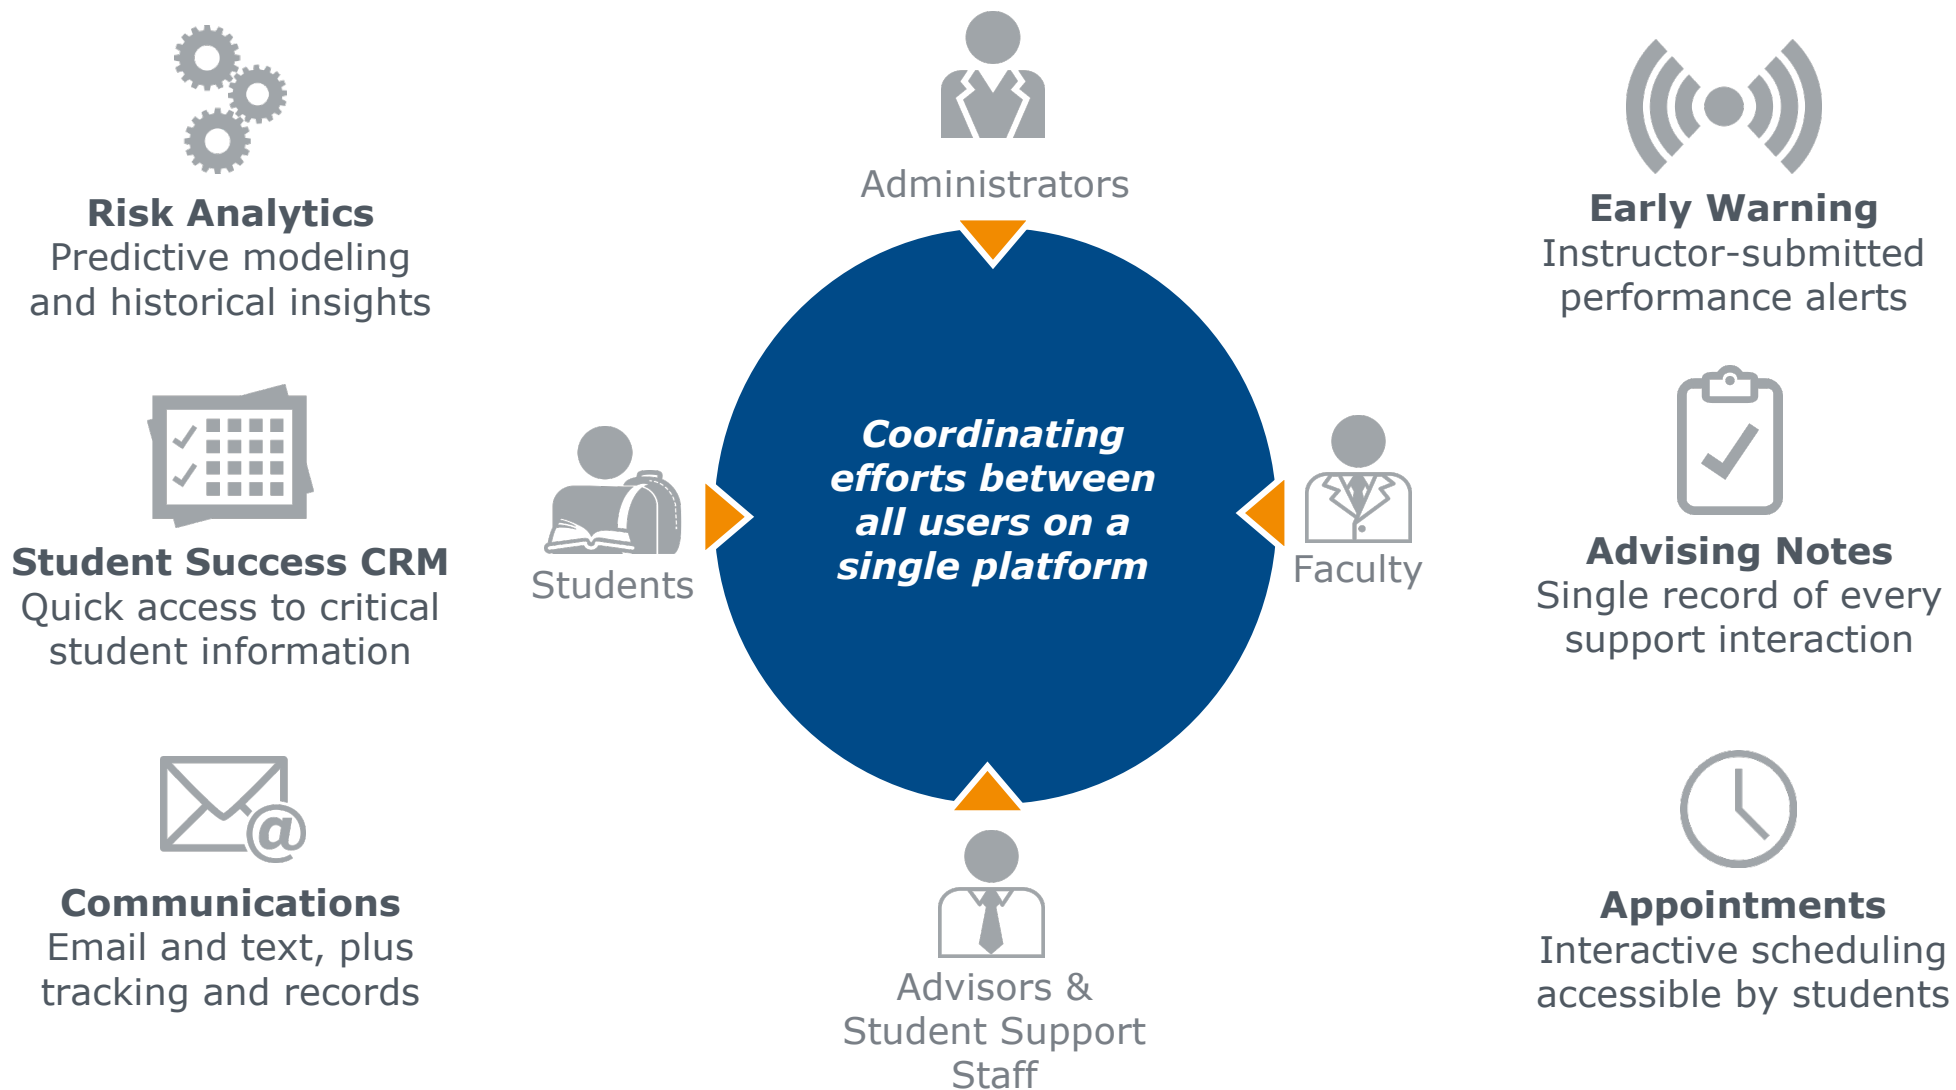 Risk Analytics
Predictive modeling
and historical insights
Student Success CRM
Quick access to critical
student information
Communications
Email and text, plus
tracking and records
Administrators
Students
Coordinating
efforts between
all users on a
single platform
Faculty
Advisors &
Student Support
Staff
Early Warning
Instructor-submitted
performance alerts
Advising Notes
Single record of every
support interaction
Appointments
Interactive scheduling
accessible by students